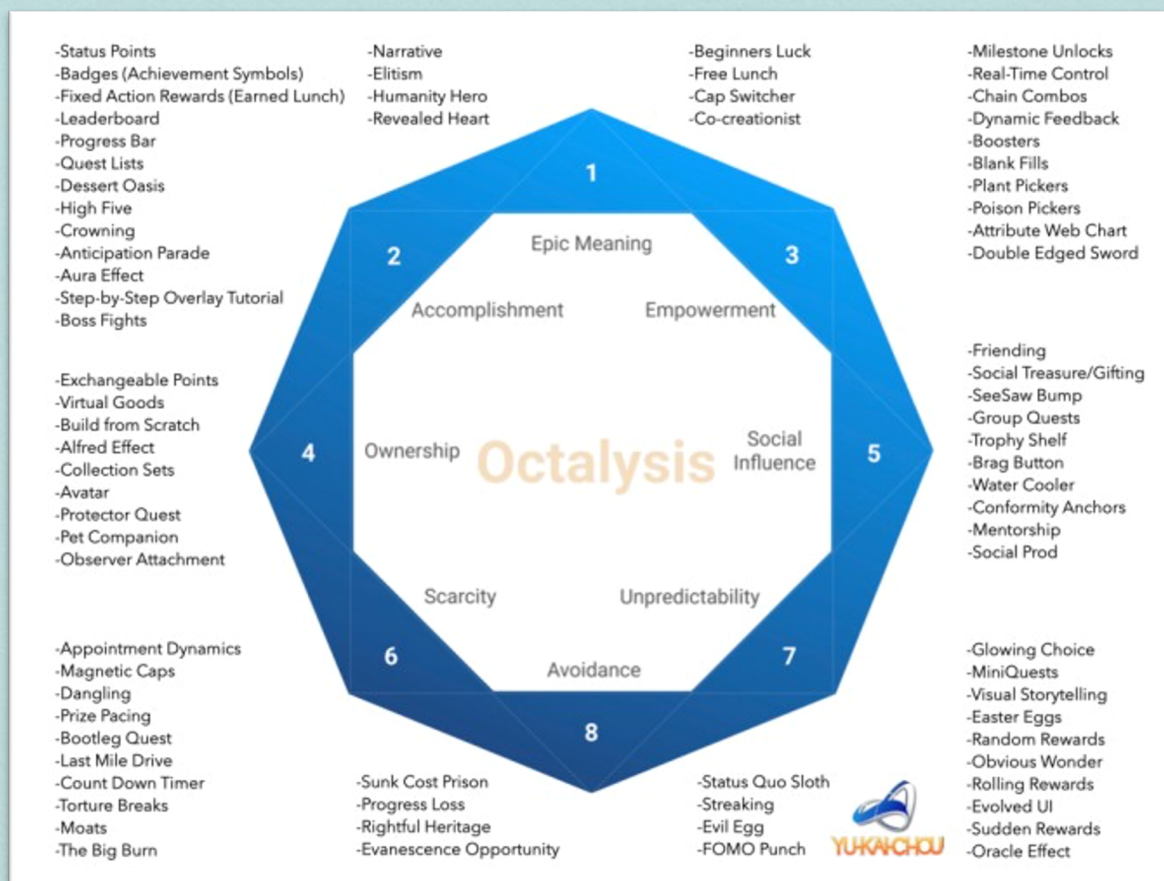 -Status Points
-Badges (Achievement Symbols)
-Fixed Action Rewards (Earned Lunch)
-Leaderboard
-Progress Bar
-Quest Lists
-Dessert Oasis
-High Five
-Crowning
-Anticipation Parade
-Aura Effect
-Step-by-Step Overlay Tutorial
-Boss Fights
-Narrative
-Elitism
-Humanity Hero
-Revealed Heart
-Beginners Luck
-Free Lunch
-Cap Switcher
-Co-creationist
-Milestone Unlocks
-Real-Time Control
-Chain Combos
-Dynamic Feedback
-Boosters
-Blank Fills
-Plant Pickers
-Poison Pickers
-Attribute Web Chart
-Double Edged Sword
1
Epic Meaning
2
Accomplishment
3
Empowerment
-Exchangeable Points
-Virtual Goods
-Build from Scratch
-Alfred Effect
-Collection Sets
-Avatar
-Protector Quest
-Pet Companion
-Observer Attachment
4
Ownership
Octalysis
Social
Influence
5
-Friending
-Social Treasure/Gifting
-SeeSaw Bump
-Group Quests
-Trophy Shelf
-Brag Button
-Water Cooler
-Conformity Anchors
-Mentorship
-Social Prod
Scarcity
6
Unpredictability
7
Avoidance
8
-Appointment Dynamics
-Magnetic Caps
-Dangling
-Prize Pacing
-Bootleg Quest
-Last Mile Drive
-Count Down Timer
-Torture Breaks
-Moats
-The Big Burn
-Sunk Cost Prison
-Progress Loss
-Rightful Heritage
-Evanescence Opportunity
-Status Quo Sloth
-Streaking
-Evil Egg
-FOMO Punch
YU-KAI-CHOU
-Glowing Choice
-MiniQuests
-Visual Storytelling
-Easter Eggs
-Random Rewards
-Obvious Wonder
-Rolling Rewards
-Evolved UI
-Sudden Rewards
-Oracle Effect